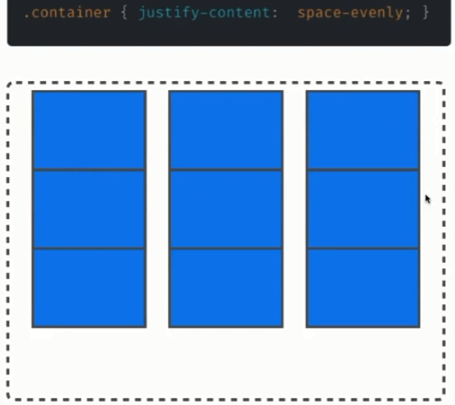 .container { justify-content:  space-evenly; }